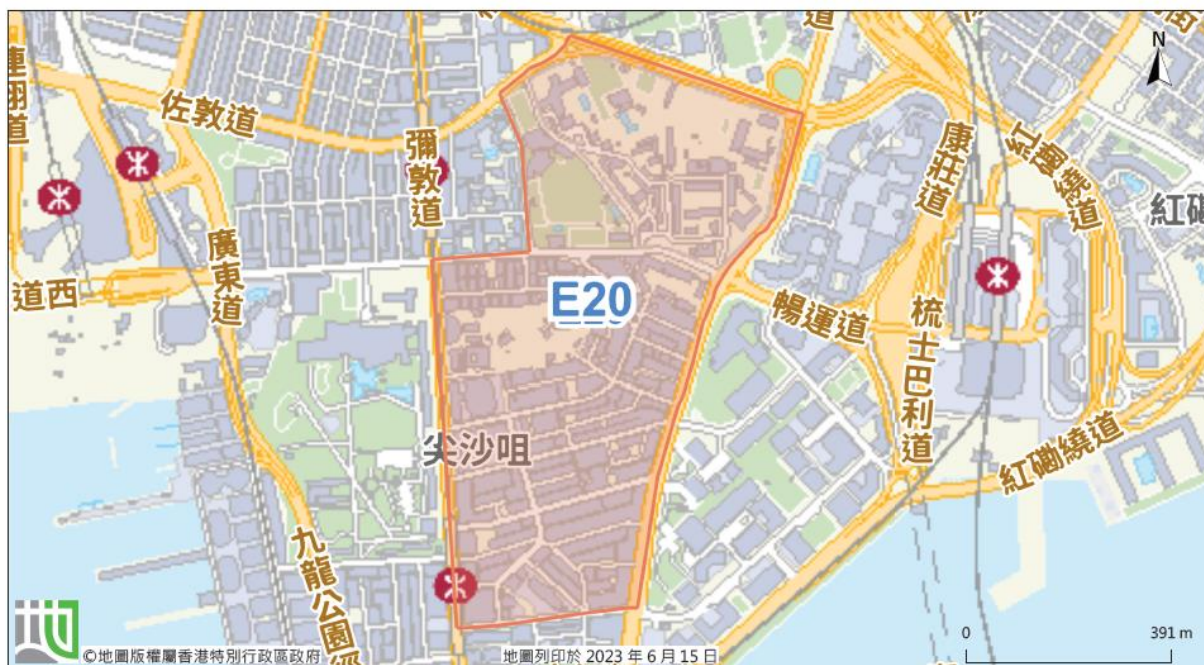 N
連翔道
佐敦道
彌敦道
康莊道
紅磡繞道
紅磡
廣東道
道西
E20
暢運道
梳士巴利道
尖沙咀
紅磡繞道
九龍公園徑
0 391 m
©地圖版權屬香港特別行政區政府
地圖列印於 2023 年 6 月 15 日